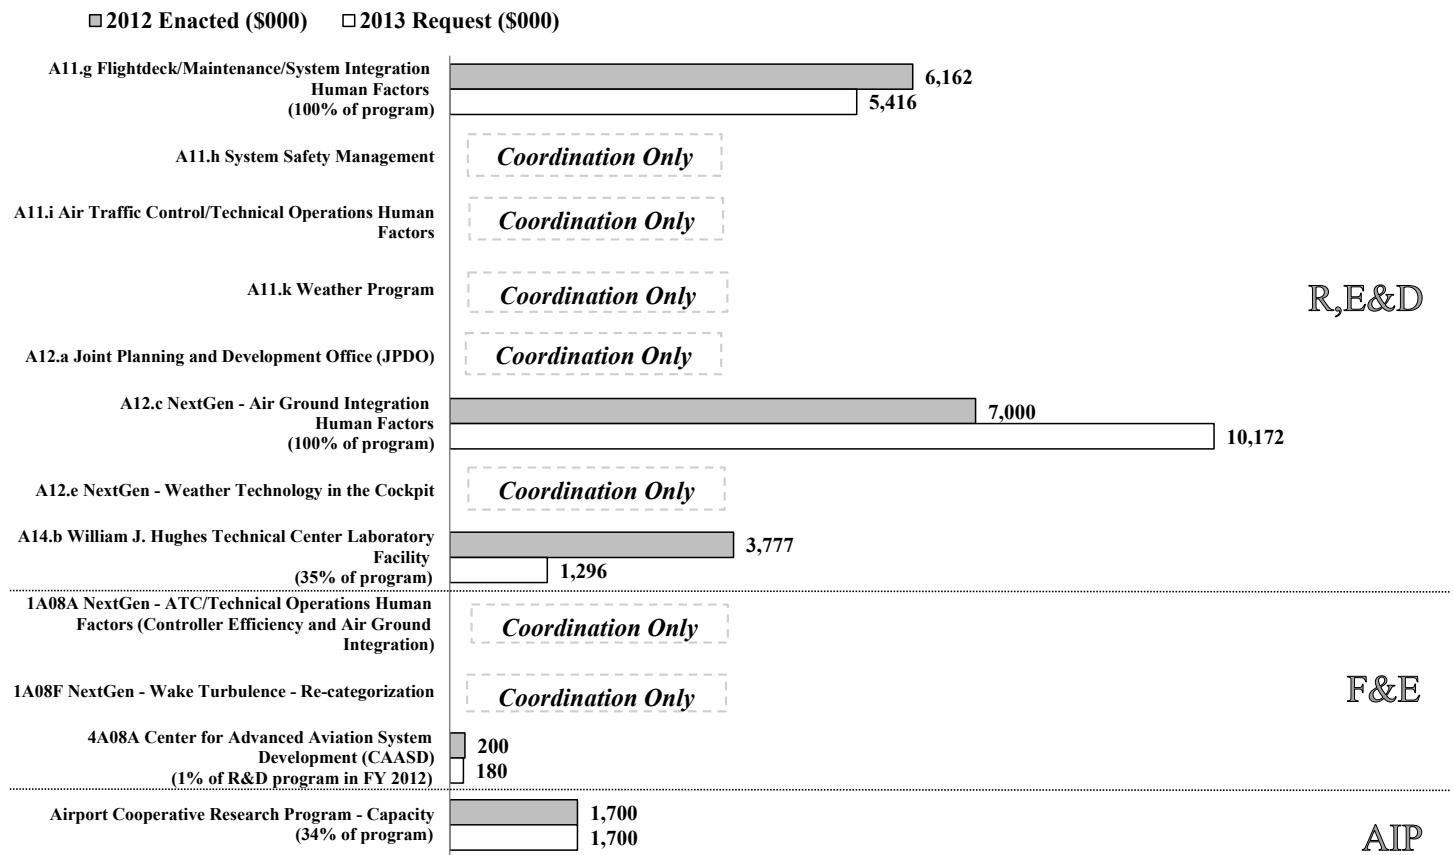 2012 Enacted ($000) 2013 Request ($000)
A11.g Flightdeck/Maintenance/System Integration
Human Factors
(100% of program)
6,162
5,416
A11.h System Safety Management
Coordination Only
A11.i Air Traffic Control/Technical Operations Human
Factors
Coordination Only
A11.k Weather Program
Coordination Only
R,E&D
A12.a Joint Planning and Development Office (JPDO)
Coordination Only
A12.c NextGen - Air Ground Integration
Human Factors
(100% of program)
7,000
10,172
A12.e NextGen - Weather Technology in the Cockpit
Coordination Only
A14.b William J. Hughes Technical Center Laboratory
Facility
(35% of program)
3,777
1,296
1A08A NextGen - ATC/Technical Operations Human
Factors (Controller Efficiency and Air Ground
Integration)
Coordination Only
1A08F NextGen - Wake Turbulence - Re-categorization
Coordination Only
F&E
4A08A Center for Advanced Aviation System
Development (CAASD)
(1% of R&D program in FY 2012)
200
180
Airport Cooperative Research Program - Capacity
(34% of program)
1,700
1,700
AIP